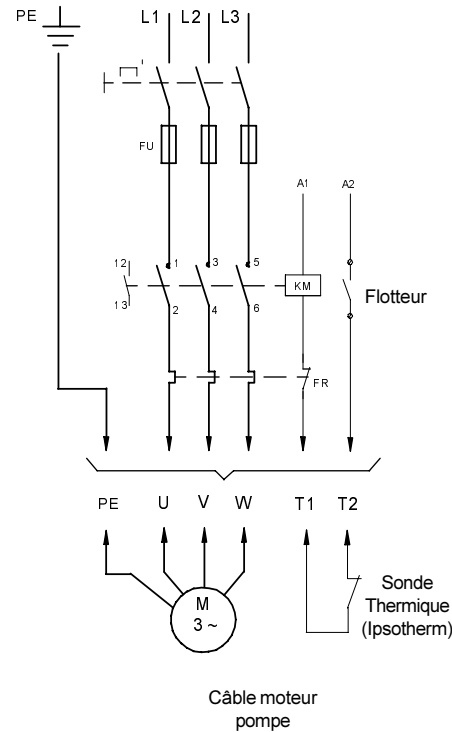 PE
L1 L2 L3
FU
A1 A2
12 1 3 5
KM
13 2 4 6
Flotteur
FR
PE U V W T1 T2
M
3 ~
Sonde
Thermique
(Ipsotherm)
Câble moteur
pompe